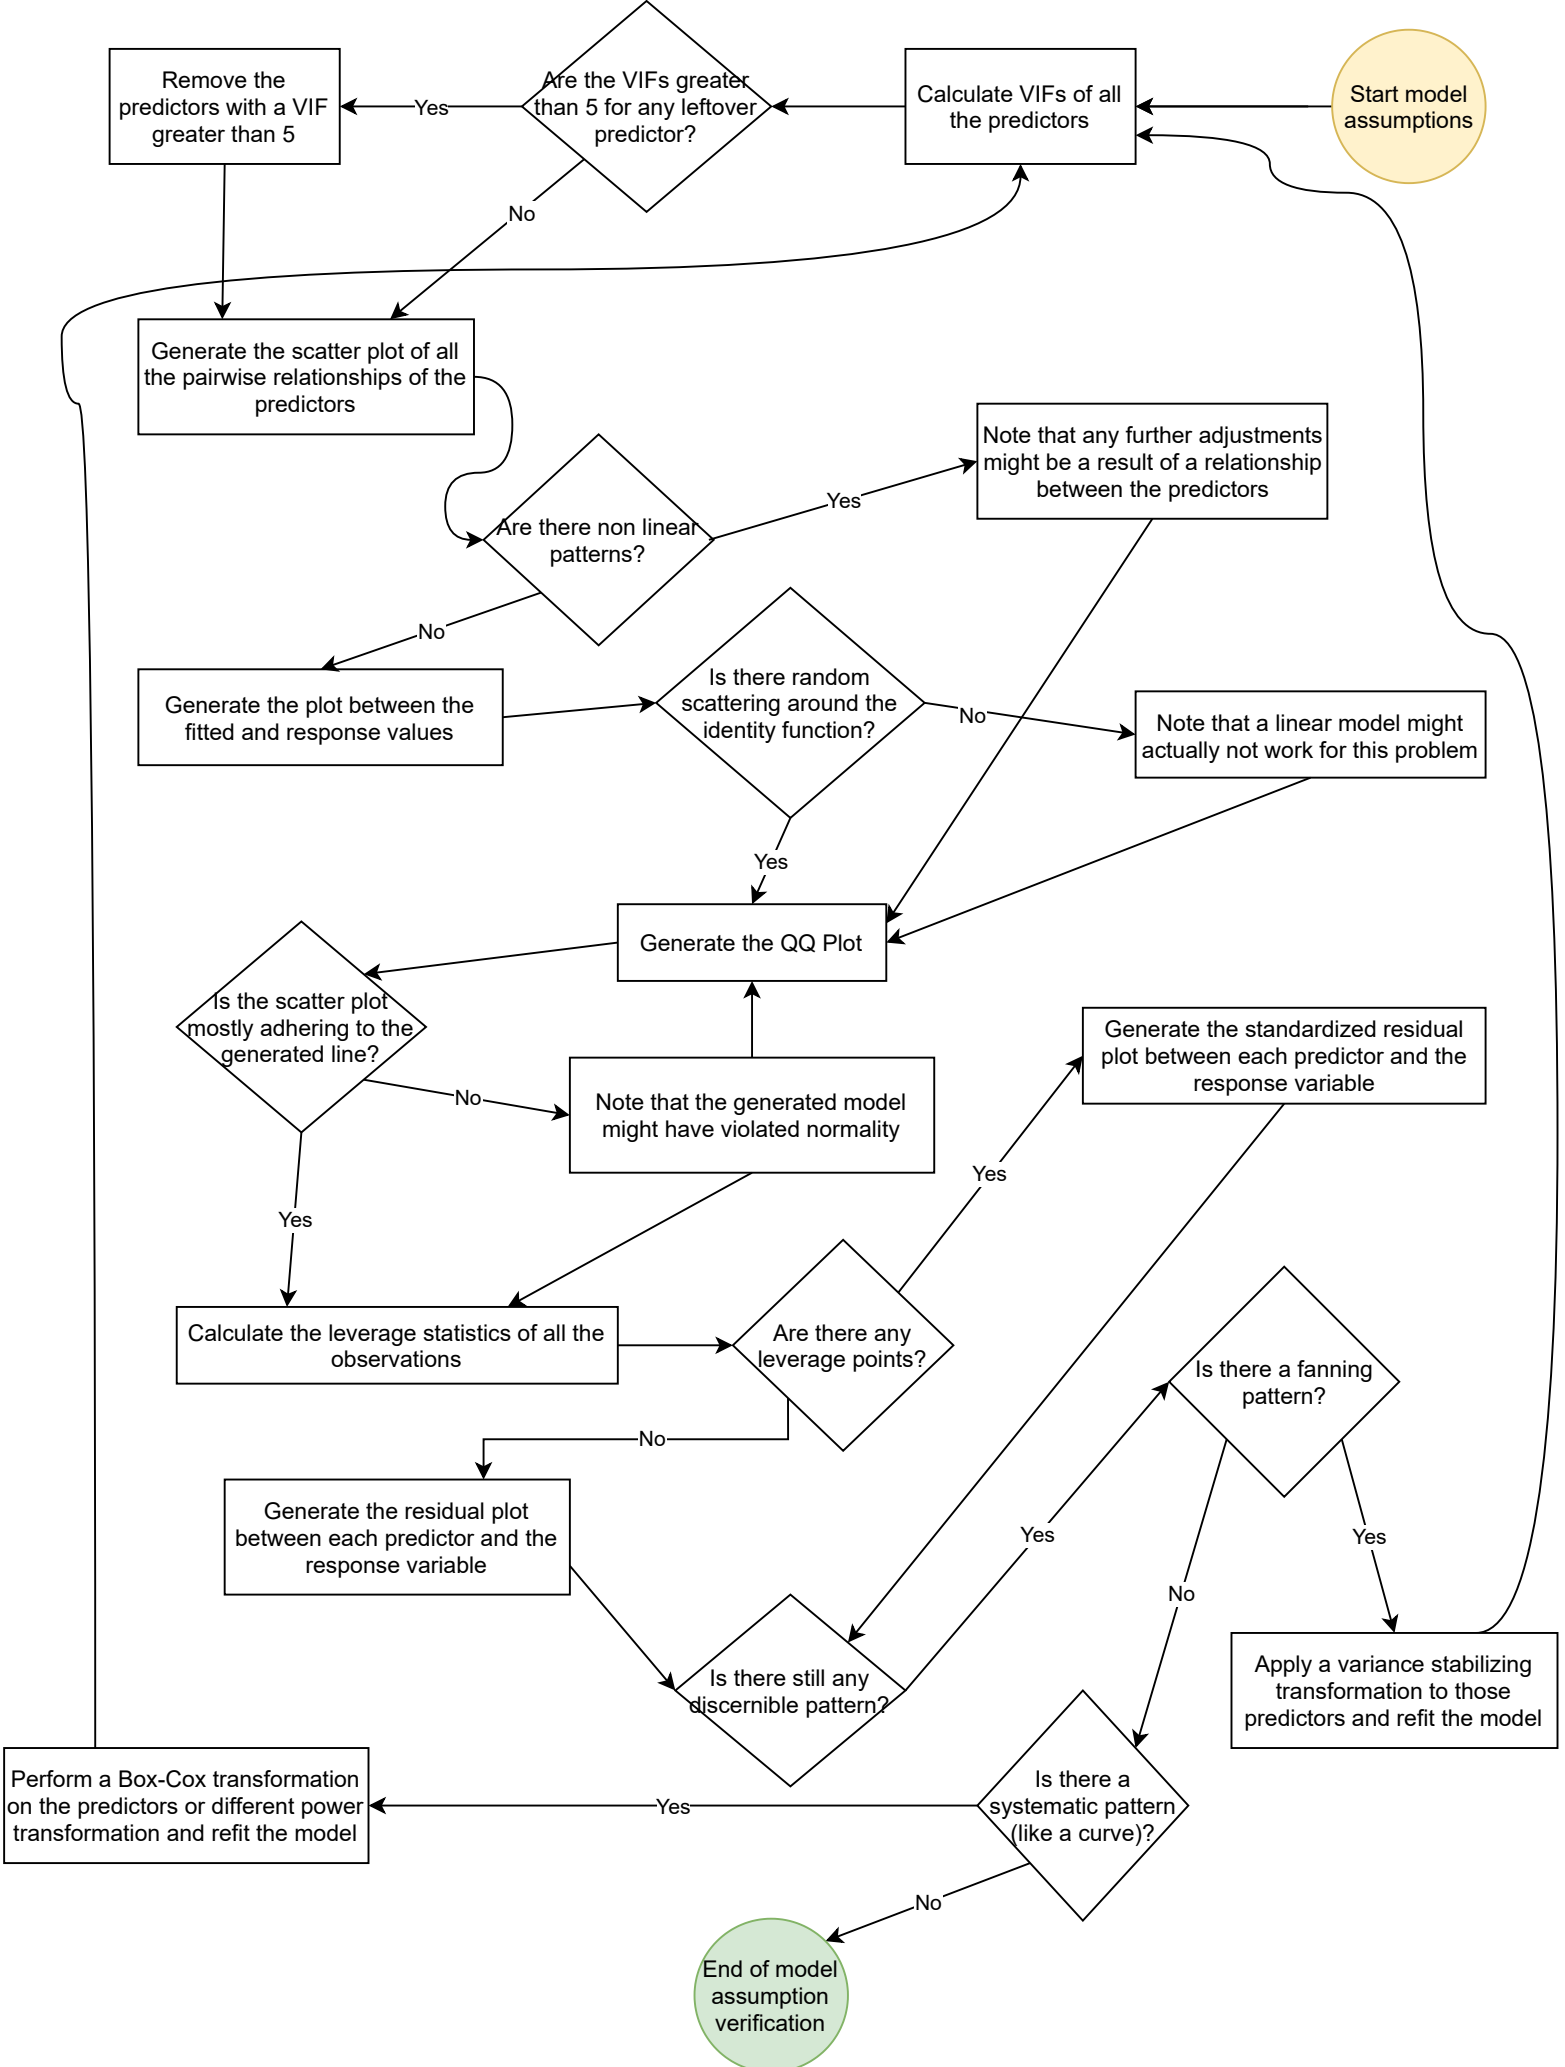 Remove the
predictors with a VIF
greater than 5
Yes
Are the VIFs greater
than 5 for any leftover
predictor?
Calculate VIFs of all
the predictors
Start model
assumptions
No
Generate the scatter plot of all
the pairwise relationships of the
predictors
Note that any further adjustments
might be a result of a relationship
between the predictors
Yes
Are there non linear
patterns?
No
Generate the plot between the
fitted and response values
Is there random
scattering around the
identity function?
No
Note that a linear model might
actually not work for this problem
Yes
Generate the QQ Plot
Is the scatter plot
mostly adhering to the
generated line?
No
Note that the generated model
might have violated normality
Generate the standardized residual
plot between each predictor and the
response variable
Yes
Yes
Calculate the leverage statistics of all the
observations
Are there any
leverage points?
Is there a fanning
pattern?
No
Generate the residual plot
between each predictor and the
response variable
Yes
Yes
No
Is there still any
discernible pattern?
Apply a variance stabilizing
transformation to those
predictors and refit the model
Perform a Box-Cox transformation
on the predictors or different power
transformation and refit the model
Yes
Is there a
systematic pattern
(like a curve)?
No
End of model
assumption
verification